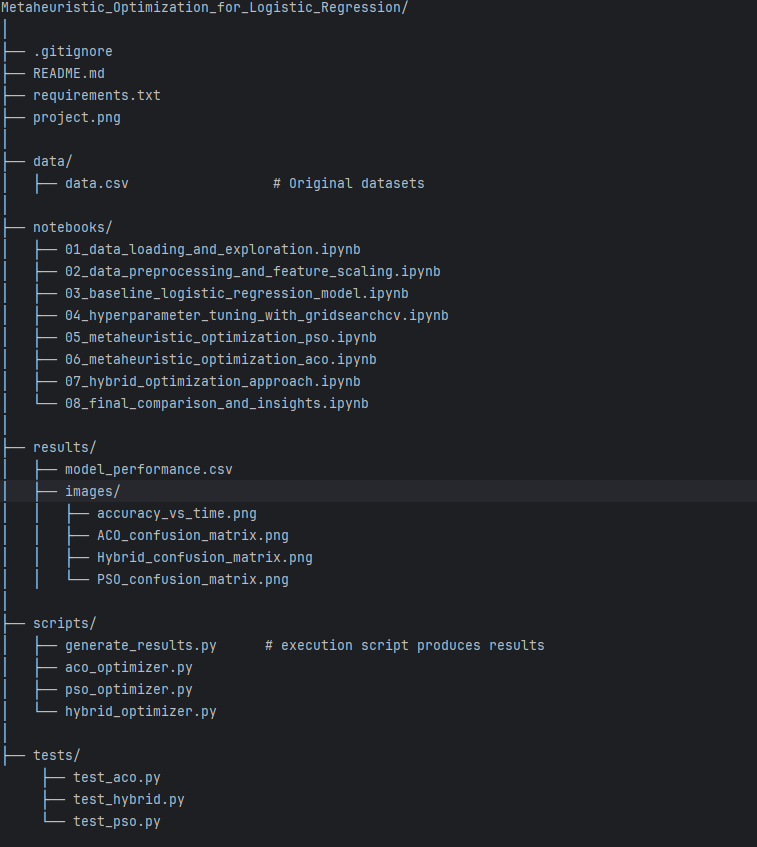 Metaheuristic_Optimization_for_Logistic_Regression/
│
├── .gitignore
├── README.md
├── requirements.txt
├── project.png
│
├── data/
│   ├── data.csv                  # Original datasets
│
├── notebooks/
│   ├── 01_data_loading_and_exploration.ipynb
│   ├── 02_data_preprocessing_and_feature_scaling.ipynb
│   ├── 03_baseline_logistic_regression_model.ipynb
│   ├── 04_hyperparameter_tuning_with_gridsearchcv.ipynb
│   ├── 05_metaheuristic_optimization_pso.ipynb
│   ├── 06_metaheuristic_optimization_aco.ipynb
│   ├── 07_hybrid_optimization_approach.ipynb
│   └── 08_final_comparison_and_insights.ipynb
│
├── results/
│   ├── model_performance.csv
│   ├── images/
│   │   ├── accuracy_vs_time.png
│   │   ├── ACO_confusion_matrix.png
│   │   ├── Hybrid_confusion_matrix.png
│   │   └── PSO_confusion_matrix.png
│
├── scripts/
│   ├── generate_results.py      # execution script produces results
│   ├── aco_optimizer.py
│   ├── pso_optimizer.py
│   └── hybrid_optimizer.py
│
├── tests/
     ├── test_aco.py
     ├── test_hybrid.py
     └── test_pso.py